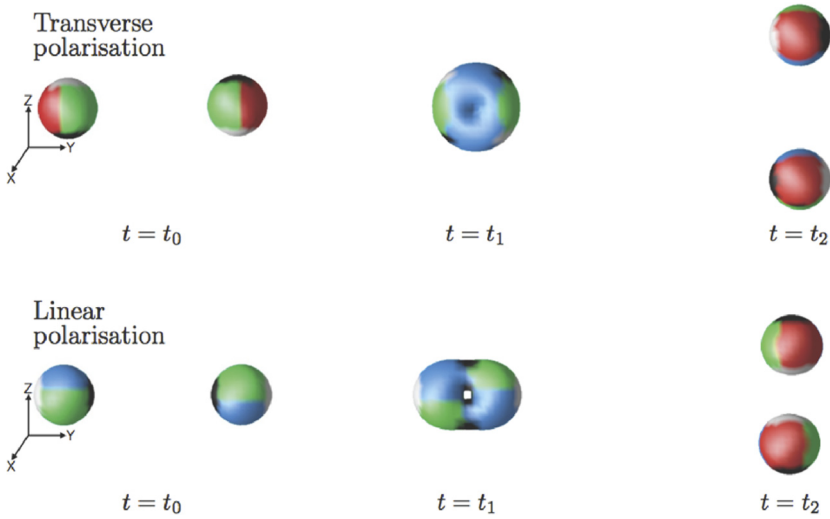 Transverse
polarisation
Z
Y
X
t = t₀
t = t₁
t = t₂
Linear
polarisation
Z
Y
X
t = t₀
t = t₁
t = t₂